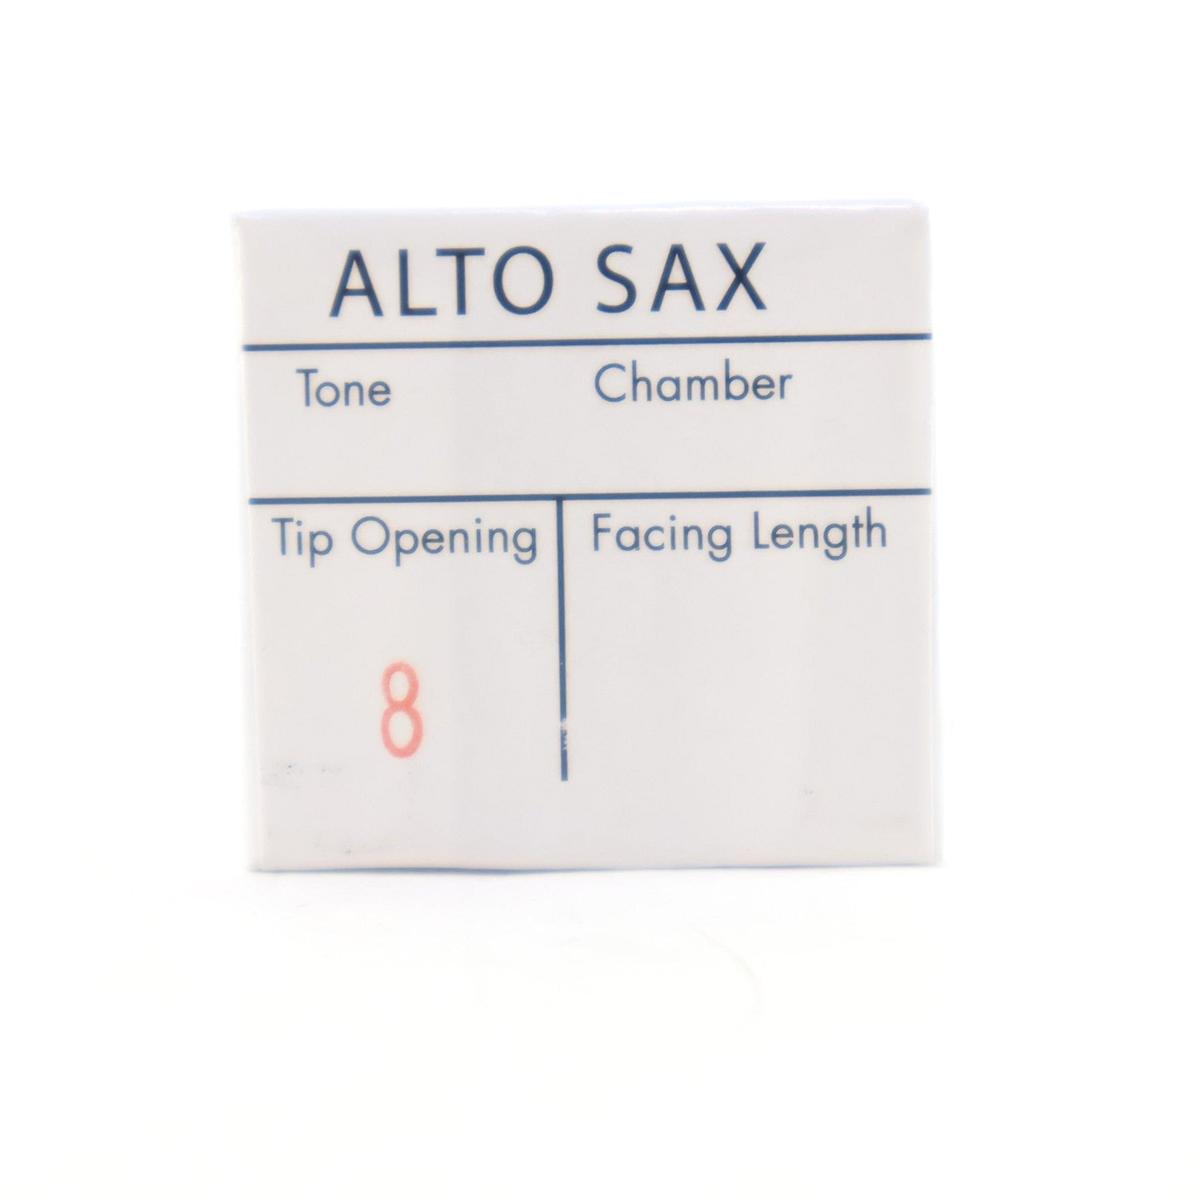 ALTO SAX
Tone Chamber
Tip Opening Facing Length
8